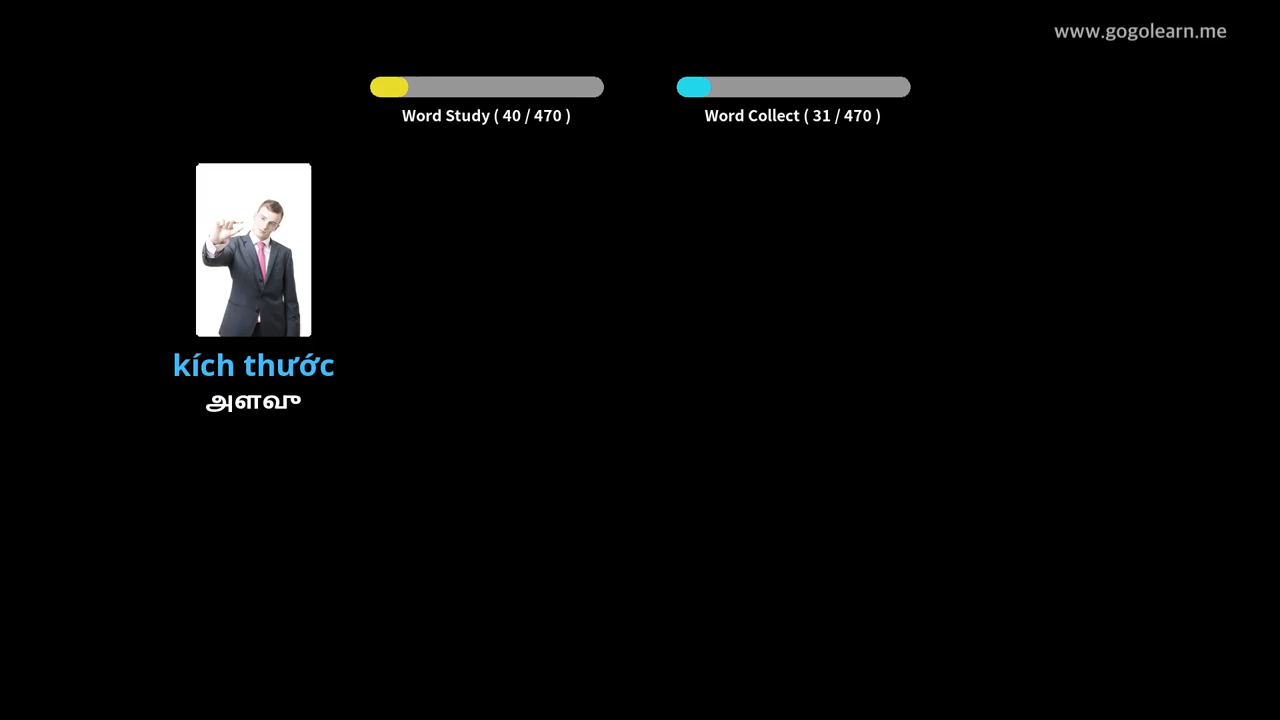 www.gogolearn.me
Word Study ( 40 / 470 )
Word Collect ( 31 / 470 )
kích thước
அளவு